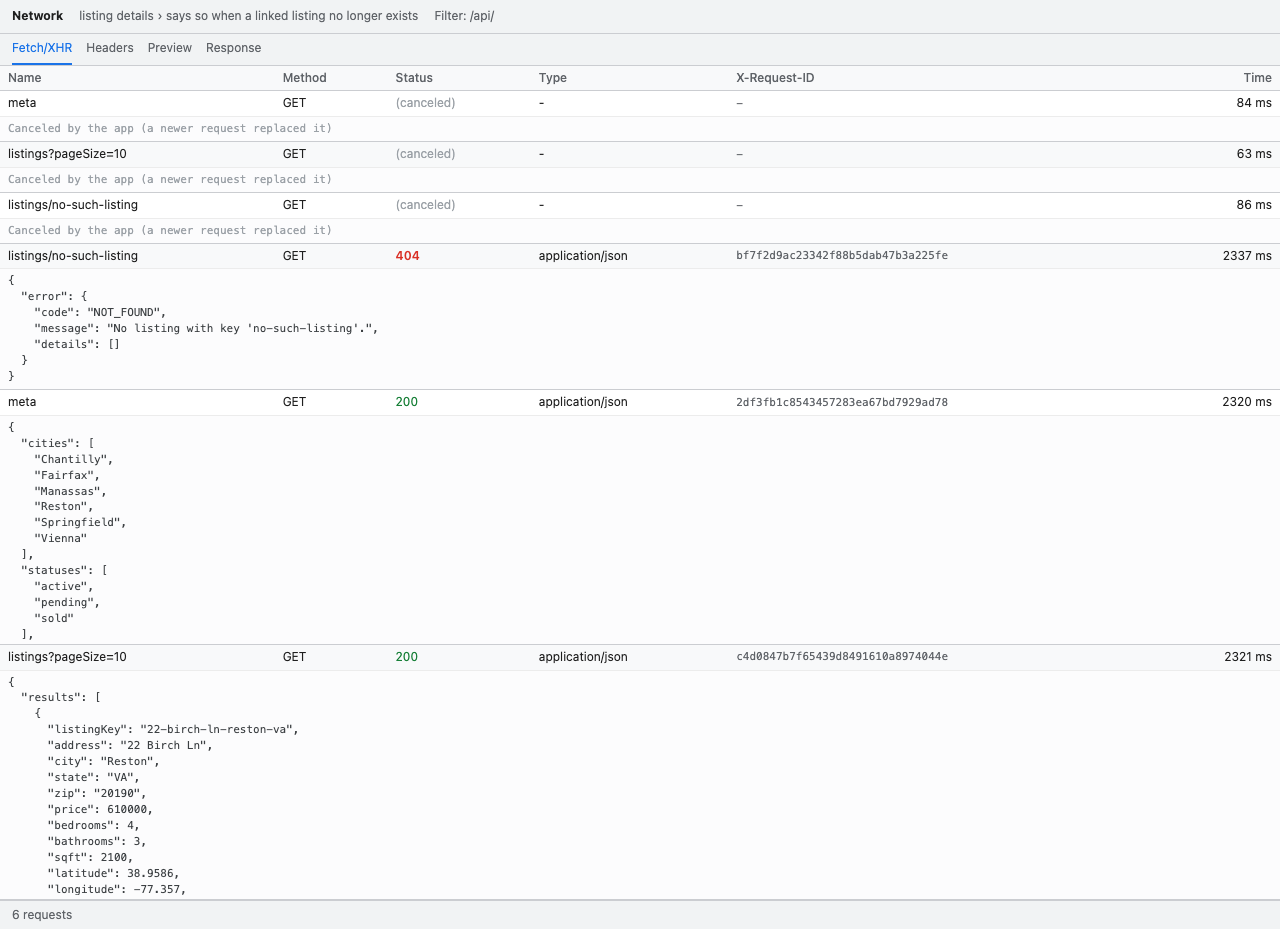 Network listing details › says so when a linked listing no longer exists Filter: /api/
Fetch/XHR Headers Preview Response
Name Method Status Type X-Request-ID Time
meta GET (canceled) - – 84 ms
Canceled by the app (a newer request replaced it)
listings?pageSize=10 GET (canceled) - – 63 ms
Canceled by the app (a newer request replaced it)
listings/no-such-listing GET (canceled) - – 86 ms
Canceled by the app (a newer request replaced it)
listings/no-such-listing GET 404 application/json bf7f2d9ac23342f88b5dab47b3a225fe 2337 ms
{
  "error": {
    "code": "NOT_FOUND",
    "message": "No listing with key 'no-such-listing'.",
    "details": []
  }
}
meta GET 200 application/json 2df3fb1c8543457283ea67bd7929ad78 2320 ms
{
  "cities": [
    "Chantilly",
    "Fairfax",
    "Manassas",
    "Reston",
    "Springfield",
    "Vienna"
  ],
  "statuses": [
    "active",
    "pending",
    "sold"
  ],
listings?pageSize=10 GET 200 application/json c4d0847b7f65439d8491610a8974044e 2321 ms
{
  "results": [
    {
      "listingKey": "22-birch-ln-reston-va",
      "address": "22 Birch Ln",
      "city": "Reston",
      "state": "VA",
      "zip": "20190",
      "price": 610000,
      "bedrooms": 4,
      "bathrooms": 3,
      "sqft": 2100,
      "latitude": 38.9586,
      "longitude": -77.357,
6 requests